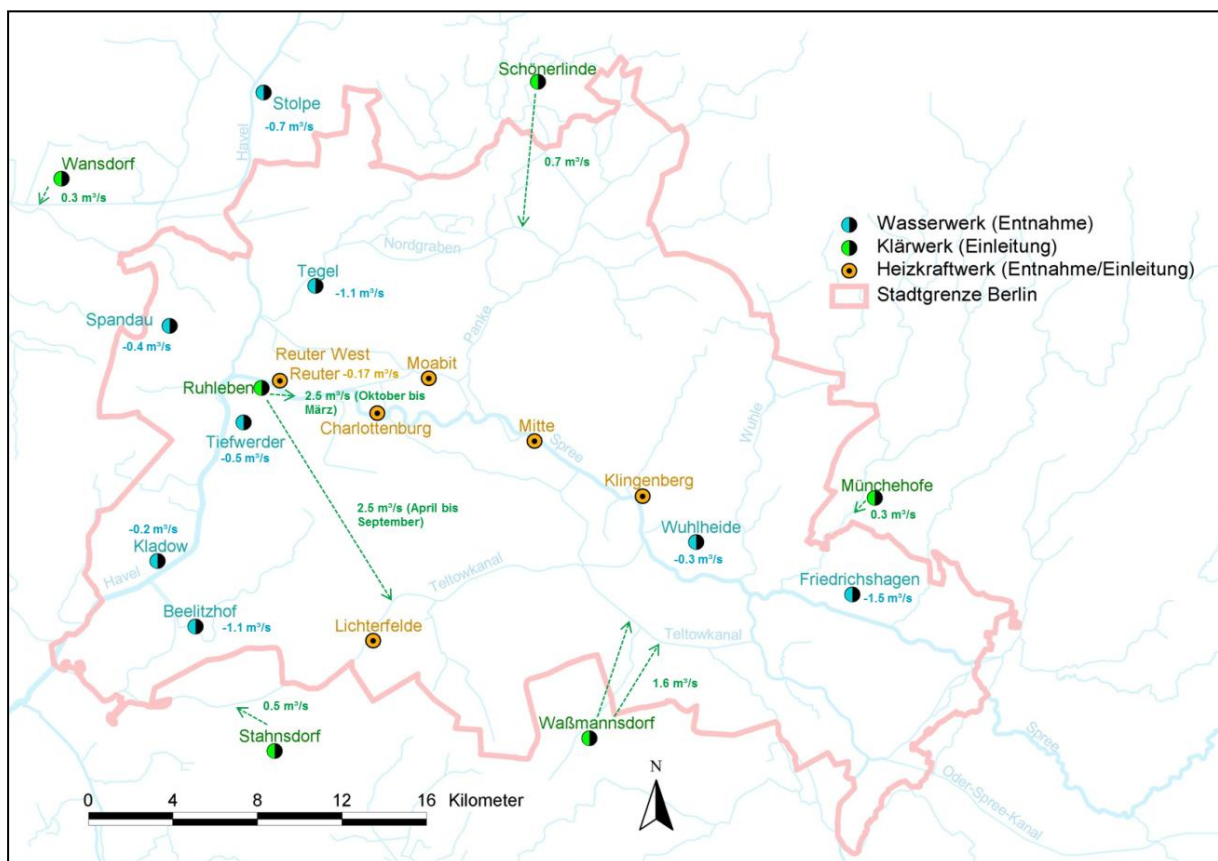 Schönerlinde
Stolpe
-0.7 m³/s
Havel
Wansdorf
0.3 m³/s
0.7 m³/s
Wasserwerk (Entnahme)
Klärwerk (Einleitung)
Heizkraftwerk (Entnahme/Einleitung)
Stadtgrenze Berlin
Nordgraben
Tegel
-1.1 m³/s
Panke
Spandau
-0.4 m³/s
Reuter West
Reuter -0.17 m³/s
Moabit
Ruhleben
2.5 m³/s (Oktober bis
März)
Charlottenburg
Tiefwerder
-0.5 m³/s
Mitte
Spree
Wuhle
Klingenberg
Münchehofe
0.3 m³/s
2.5 m³/s (April bis
September)
Wuhlheide
-0.3 m³/s
-0.2 m³/s
Kladow
Havel
Teltowkanal
Friedrichshagen
-1.5 m³/s
Beelitzhof
-1.1 m³/s
Lichterfelde
Teltowkanal
1.6 m³/s
0.5 m³/s
Stahnsdorf
Waßmannsdorf
Spree
Oder-Spree-Kanal
N
0 4 8 12 16 Kilometer